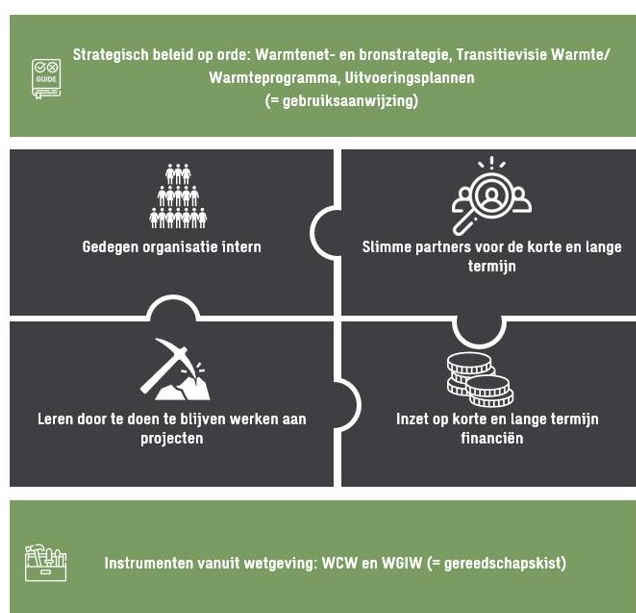 Strategisch beleid op orde: Warmtenet- en bronstrategie, Transitievisie Warmte/
Warmteprogramma, Uitvoeringsplannen
(= gebruiksaanwijzing)
GUIDE
Gedegen organisatie intern
Slimme partners voor de korte en lange
termijn
Leren door te doen te blijven werken aan
projecten
Inzet op korte en lange termijn
financiën
Instrumenten vanuit wetgeving: WCW en WGIW (= gereedschapskist)